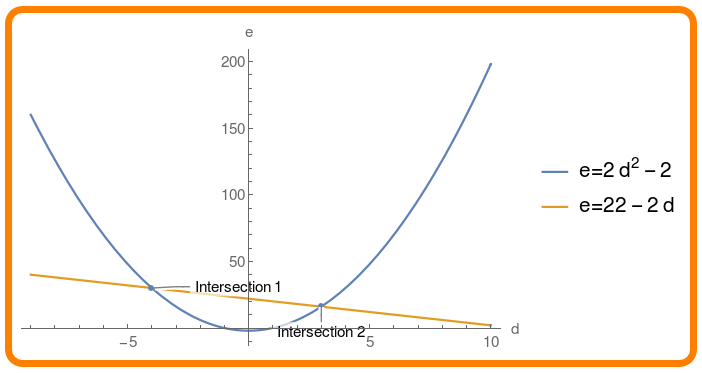 e
200
150
100
50
Intersection 1
Intersection 2
−5
5
10
d
e=2 d² − 2
e=22 − 2 d